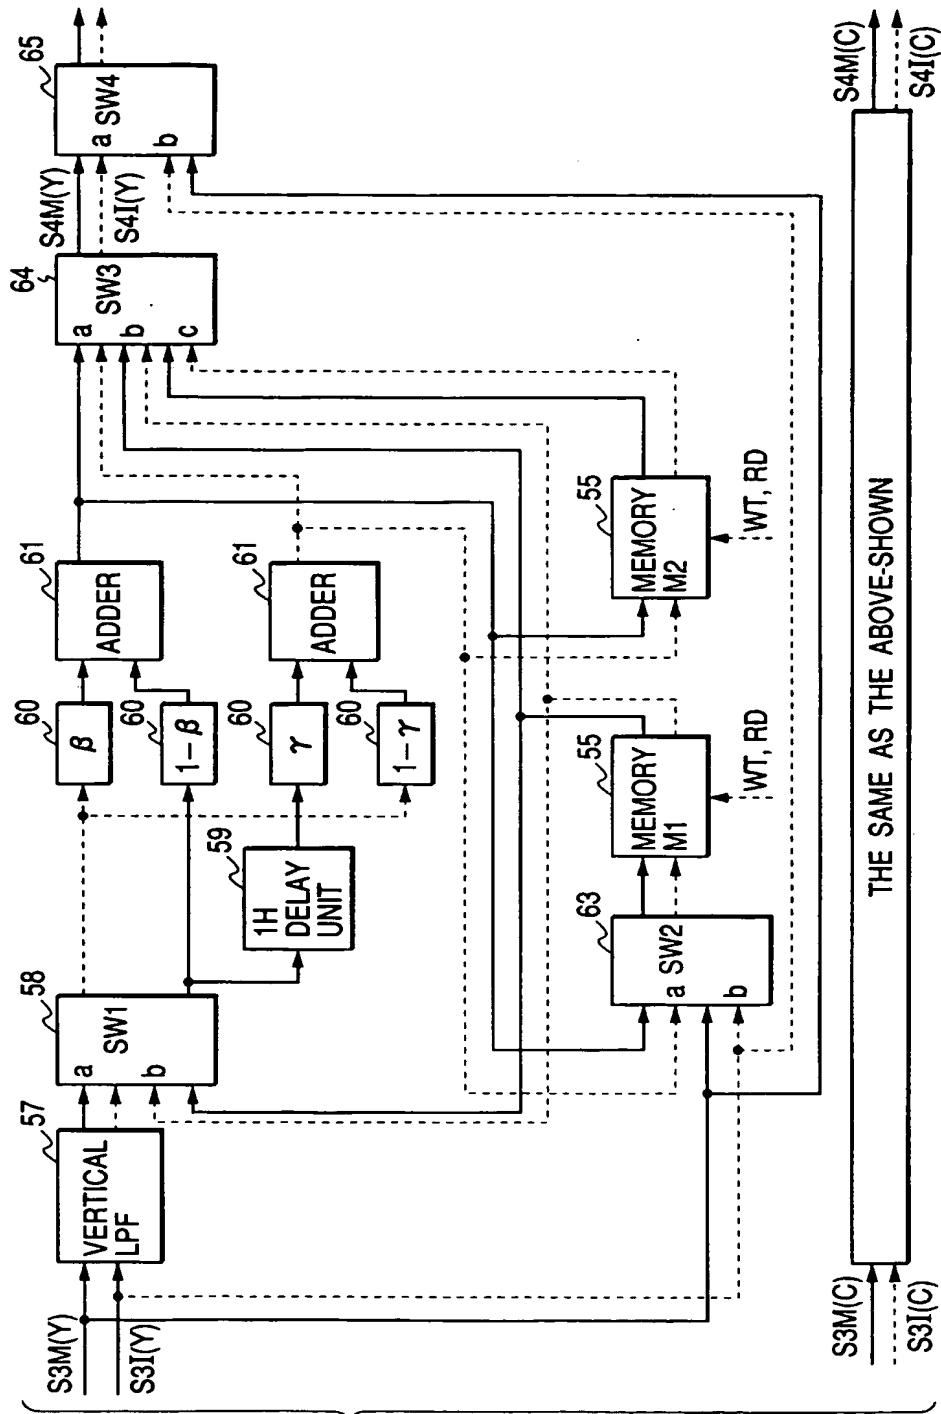 S3M(Y)
S3I(Y)
57
VERTICAL
LPF
58
a
SW1
b
59
1H
DELAY
UNIT
60
β
60
1-β
60
γ
60
1-γ
61
ADDER
61
ADDER
63
a SW2
b
55
MEMORY
M1
WT, RD
55
MEMORY
M2
WT, RD
64
SW3
a
b
c
S4M(Y)
S4I(Y)
65
a SW4
b
S3M(C)
S3I(C)
THE SAME AS THE ABOVE-SHOWN
S4M(C)
S4I(C)